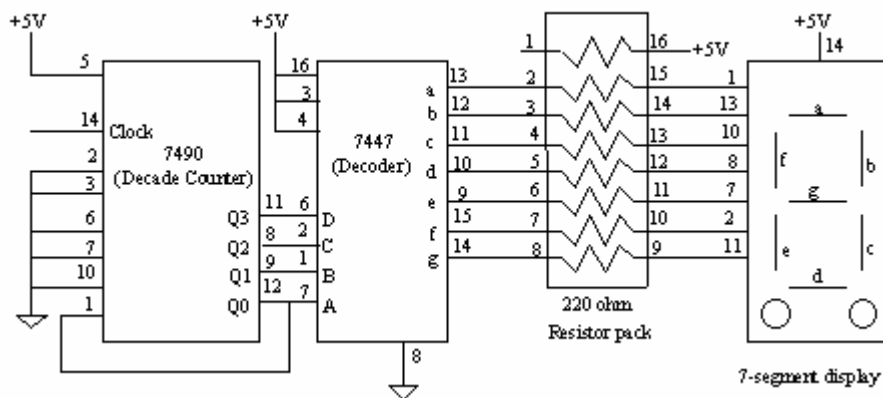 +5V
+5V
+5V
1
16
+5V
14
5
16
3
4
13
2
15
1
a
12
3
14
13
b
a
14
Clock
7490
(Decade Counter)
7447
(Decoder)
11
4
13
10
c
f
b
2
10
5
12
8
d
3
9
6
11
7
e
g
11
6
Q3
D
15
7
10
2
f
6
8
2
Q2
C
14
8
9
11
g
7
9
1
Q1
B
e
c
10
12
7
Q0
A
d
1
220 ohm
Resistor pack
8
7-segment display